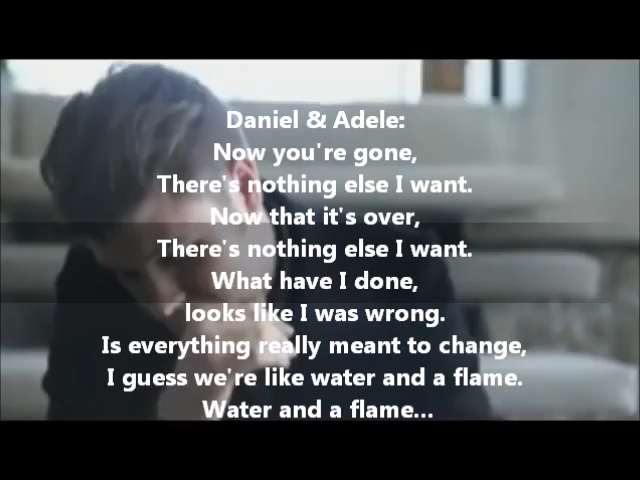 Daniel & Adele:
Now you're gone,
There's nothing else I want.
Now that it's over,
There's nothing else I want.
What have I done,
looks like I was wrong.
Is everything really meant to change,
I guess we're like water and a flame.
Water and a flame...